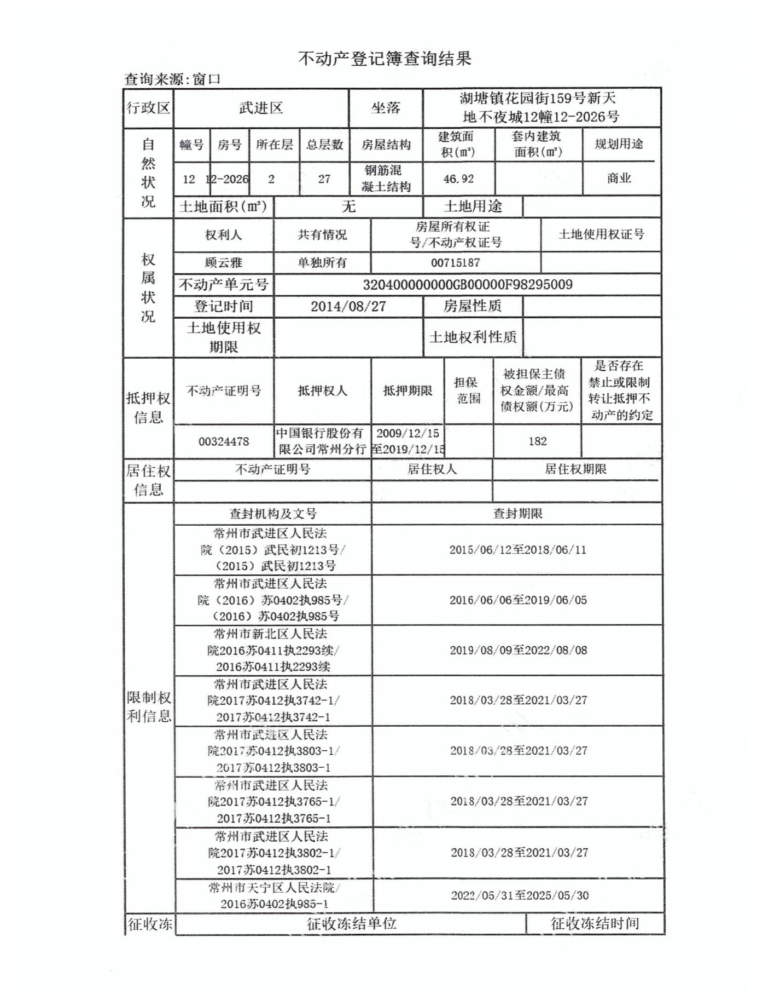 不动产登记簿查询结果
查询来源:窗口
行政区 武进区 坐落 湖塘镇花园街159号新天
地不夜城12幢12-2026号
自然状况
幢号 房号 所在层 总层数 房屋结构 建筑面
积(㎡) 套内建筑
面积(㎡) 规划用途
12 12-2026 2 27 钢筋混
凝土结构 46.92 商业
土地面积(㎡) 无 土地用途
权属状况
权利人 共有情况 房屋所有权证
号/不动产权证号 土地使用权证号
顾云雅 单独所有 00715187
不动产单元号 320400000000GB00000F98295009
登记时间 2014/08/27 房屋性质
土地使用权
期限 土地权利性质
抵押权
信息
不动产证明号 抵押权人 抵押期限 担保
范围 被担保主债
权金额/最高
债权额(万元) 是否存在
禁止或限制
转让抵押不
动产的约定
00324478 中国银行股份有
限公司常州分行 2009/12/15
至2019/12/15 182
居住权
信息
不动产证明号 居住权人 居住权期限
限制权
利信息
查封机构及文号 查封期限
常州市武进区人民法
院（2015）武民初1213号/
（2015）武民初1213号 2015/06/12至2018/06/11
常州市武进区人民法
院（2016）苏0402执985号/
（2016）苏0402执985号 2016/06/06至2019/06/05
常州市新北区人民法
院2016苏0411执2293续/
2016苏0411执2293续 2019/08/09至2022/08/08
常州市武进区人民法
院2017苏0412执3742-1/
2017苏0412执3742-1 2018/03/28至2021/03/27
常州市武进区人民法
院2017苏0412执3803-1/
2017苏0412执3803-1 2018/03/28至2021/03/27
常州市武进区人民法
院2017苏0412执3765-1/
2017苏0412执3765-1 2018/03/28至2021/03/27
常州市武进区人民法
院2017苏0412执3802-1/
2017苏0412执3802-1 2018/03/28至2021/03/27
常州市天宁区人民法院/
2016苏0402执985-1 2022/05/31至2025/05/30
征收冻 征收冻结单位 征收冻结时间